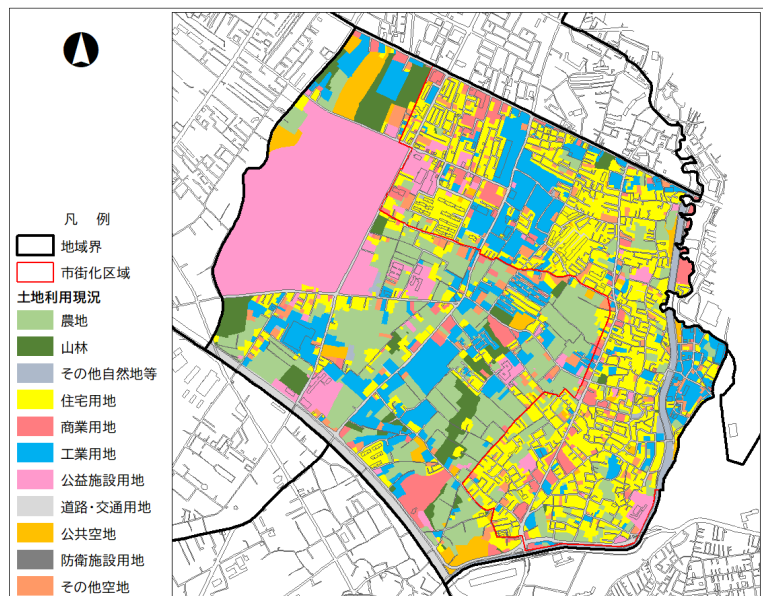 凡 例
地域界
市街化区域
土地利用現況
農地
山林
その他自然地等
住宅用地
商業用地
工業用地
公益施設用地
道路・交通用地
公共空地
防衛施設用地
その他空地